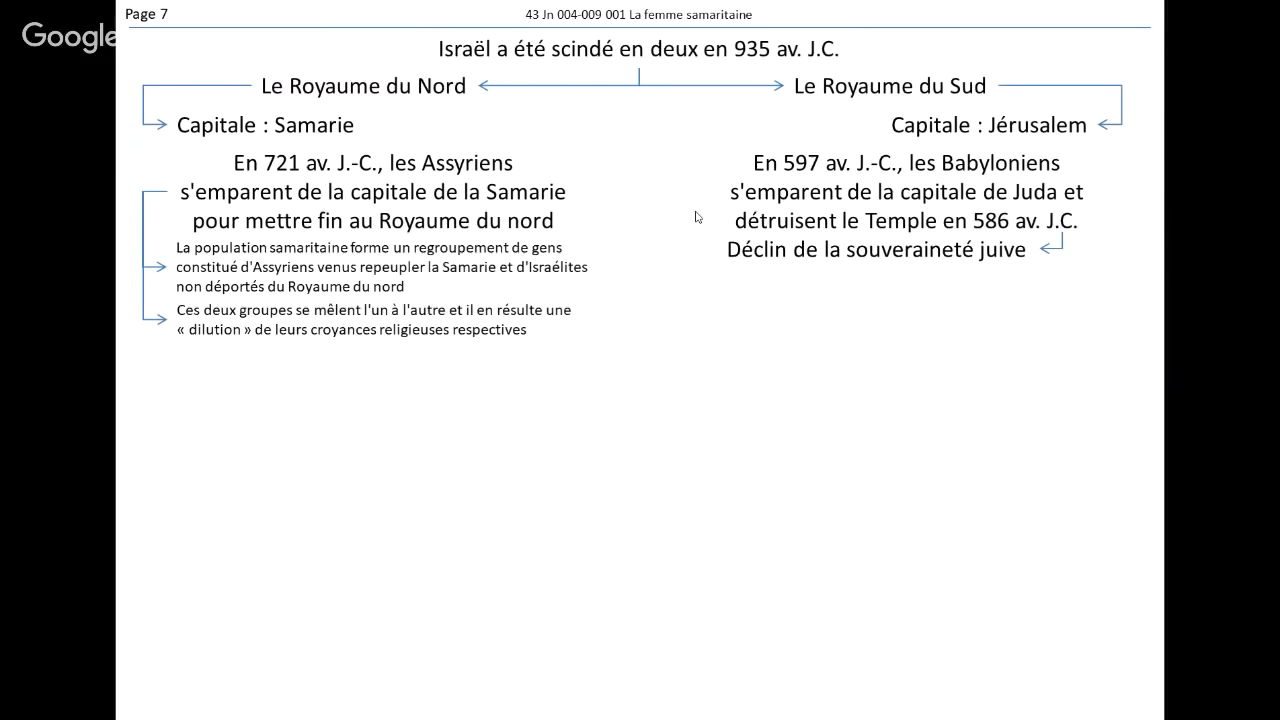 Google
Page 7
43 Jn 004-009 001 La femme samaritaine
Israël a été scindé en deux en 935 av. J.C.
Le Royaume du Nord
Le Royaume du Sud
Capitale : Samarie
Capitale : Jérusalem
En 721 av. J.-C., les Assyriens
s'emparent de la capitale de la Samarie
pour mettre fin au Royaume du nord
La population samaritaine forme un regroupement de gens
constitué d'Assyriens venus repeupler la Samarie et d'Israélites
non déportés du Royaume du nord
Ces deux groupes se mêlent l'un à l'autre et il en résulte une
« dilution » de leurs croyances religieuses respectives
En 597 av. J.-C., les Babyloniens
s'emparent de la capitale de Juda et
détruisent le Temple en 586 av. J.C.
Déclin de la souveraineté juive